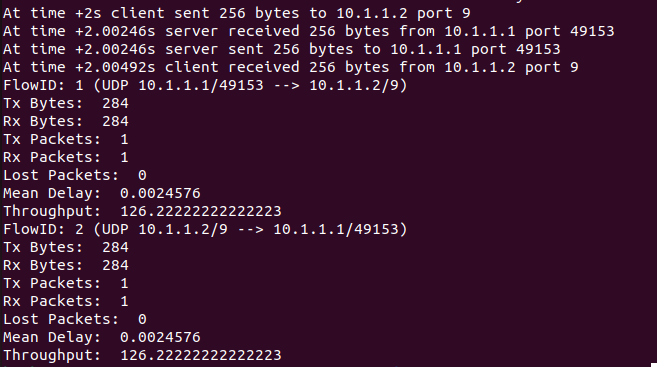 At time +2s client sent 256 bytes to 10.1.1.2 port 9
At time +2.00246s server received 256 bytes from 10.1.1.1 port 49153
At time +2.00246s server sent 256 bytes to 10.1.1.1 port 49153
At time +2.00492s client received 256 bytes from 10.1.1.2 port 9
FlowID: 1 (UDP 10.1.1.1/49153 --> 10.1.1.2/9)
Tx Bytes:  284
Rx Bytes:  284
Tx Packets:  1
Rx Packets:  1
Lost Packets:  0
Mean Delay:  0.0024576
Throughput:  126.22222222222223
FlowID: 2 (UDP 10.1.1.2/9 --> 10.1.1.1/49153)
Tx Bytes:  284
Rx Bytes:  284
Tx Packets:  1
Rx Packets:  1
Lost Packets:  0
Mean Delay:  0.0024576
Throughput:  126.22222222222223